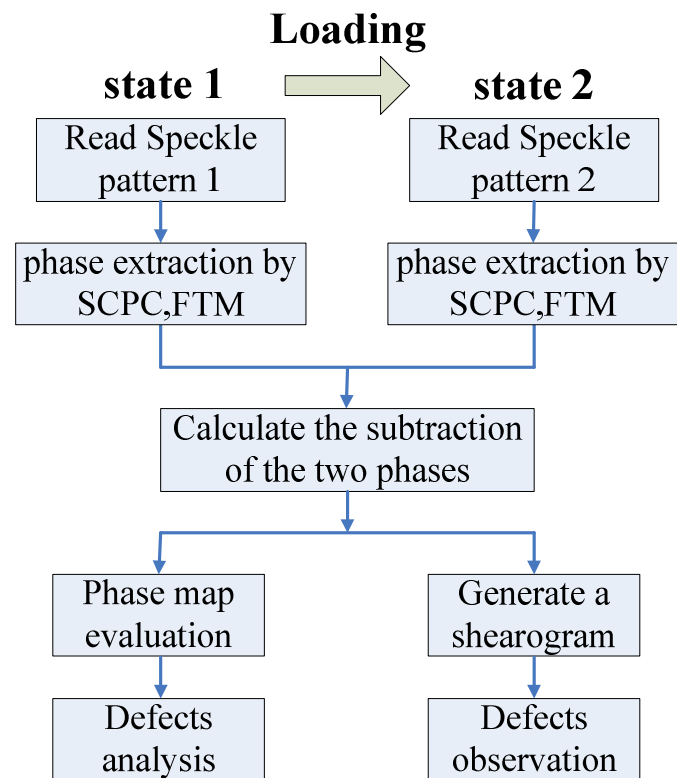 Loading
state 1
state 2
Read Speckle
pattern 1
Read Speckle
pattern 2
phase extraction by
SCPC,FTM
phase extraction by
SCPC,FTM
Calculate the subtraction
of the two phases
Phase map
evaluation
Generate a
shearogram
Defects
analysis
Defects
observation